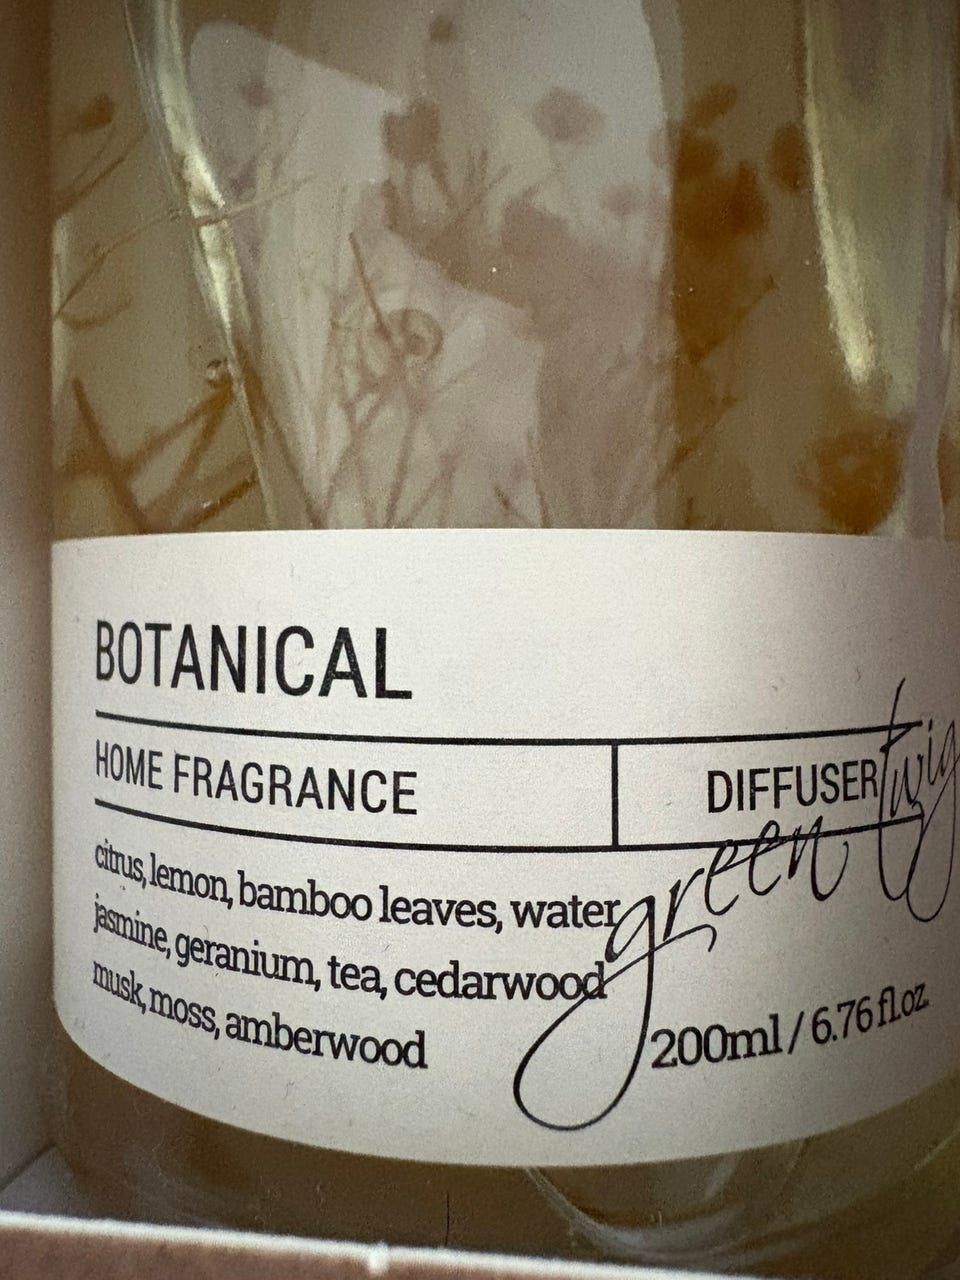 BOTANICAL
HOME FRAGRANCE
DIFFUSER
citrus, lemon, bamboo leaves, water
jasmine, geranium, tea, cedarwood
musk, moss, amberwood
green twig
200ml / 6.76 fl.oz.